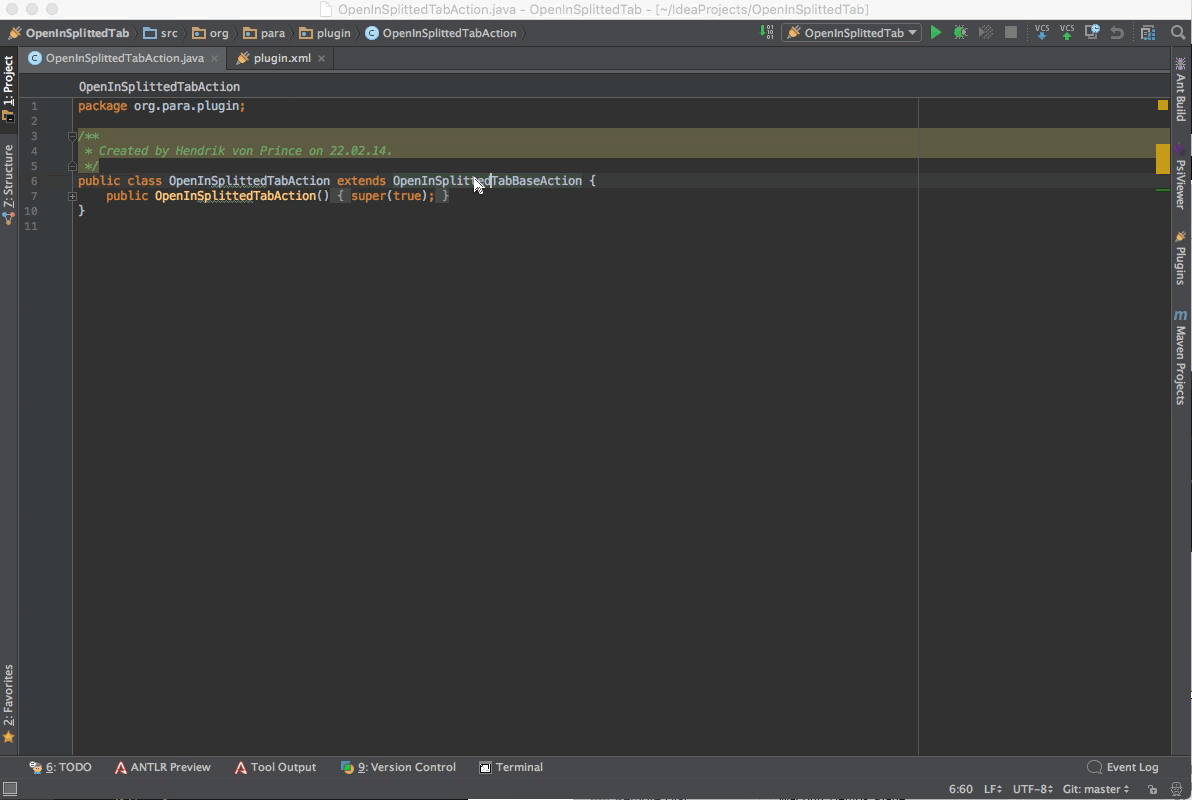 OpenInSplittedTabAction.java - OpenInSplittedTab - [~/IdeaProjects/OpenInSplittedTab]
OpenInSplittedTab src org para plugin OpenInSplittedTabAction OpenInSplittedTab VCS VCS
OpenInSplittedTabAction.java plugin.xml
1: Project
Z: Structure
2: Favorites
OpenInSplittedTabAction
1 package org.para.plugin;
2
3 /**
4 * Created by Hendrik von Prince on 22.02.14.
5 */
6 public class OpenInSplittedTabAction extends OpenInSplittedTabBaseAction {
7 public OpenInSplittedTabAction() { super(true); }
10 }
11
Ant Build
PsiViewer
Plugins
m Maven Projects
6: TODO ANTLR Preview Tool Output 9: Version Control Terminal Event Log
6:60 LF UTF-8 Git: master